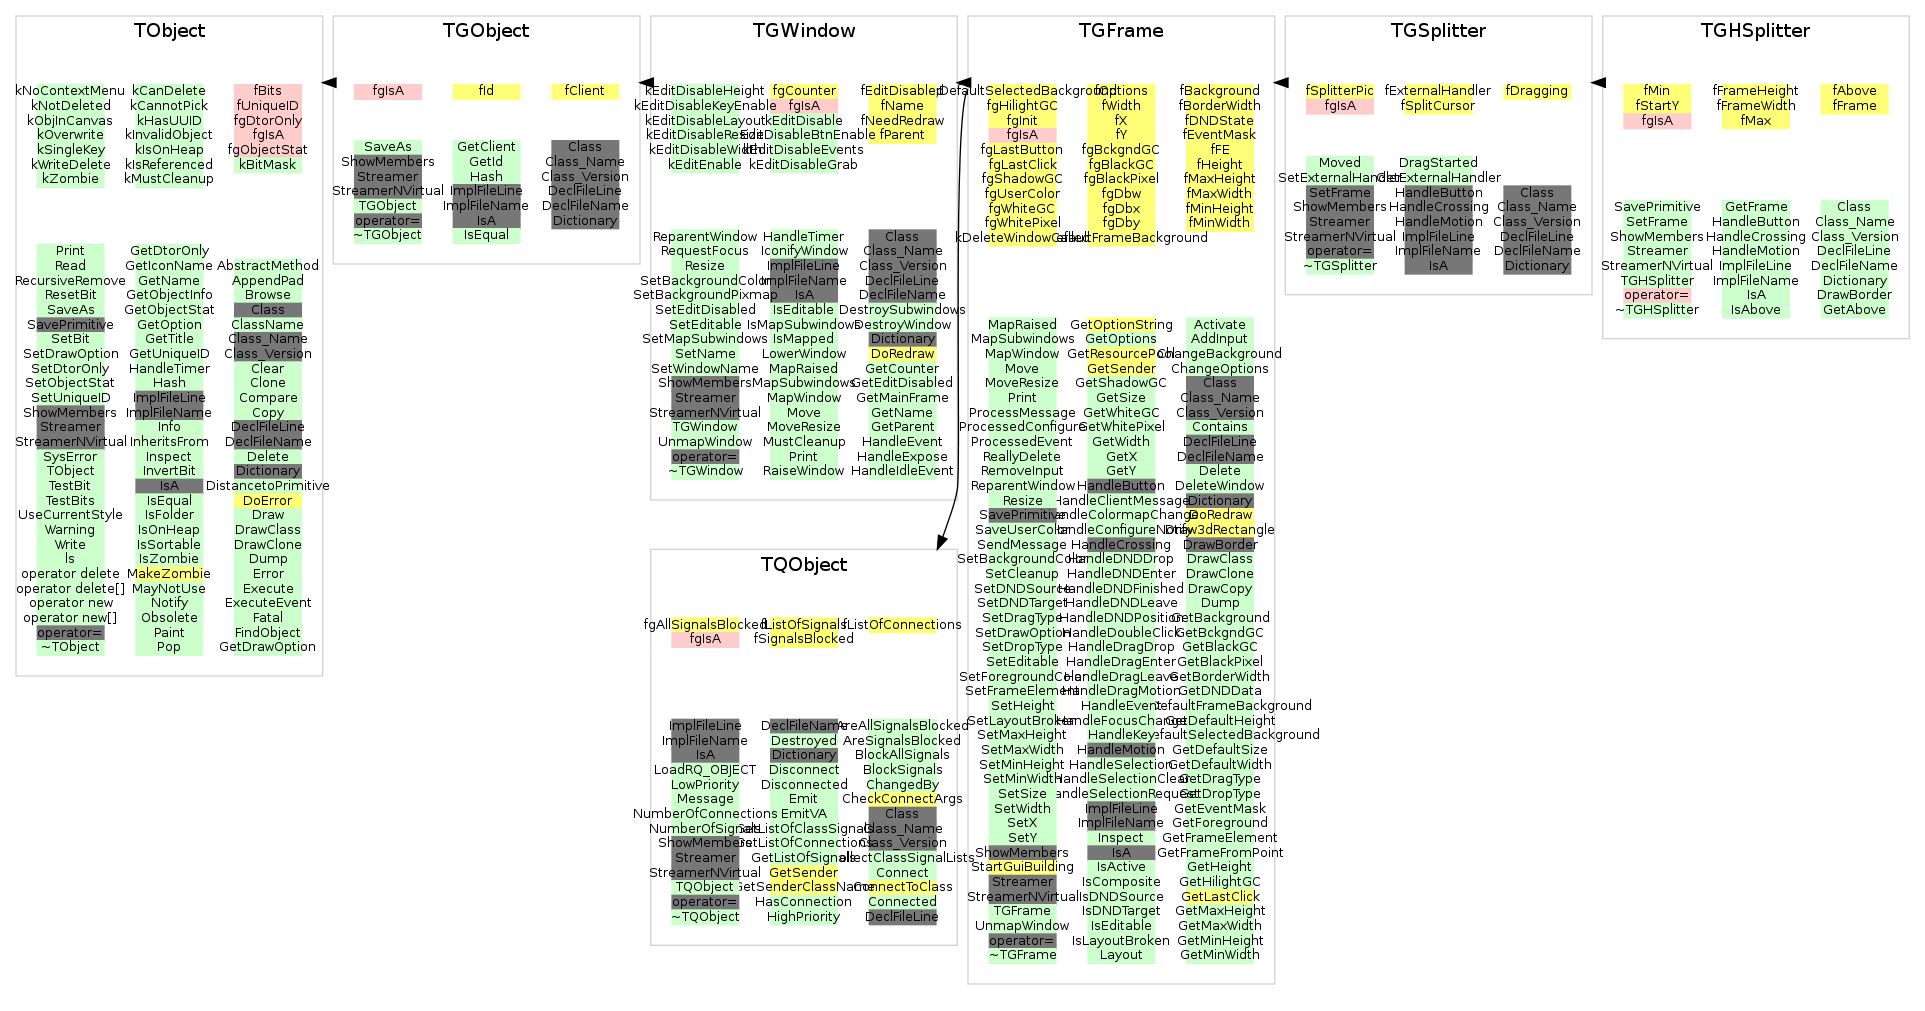 TObject
kNoContextMenu kCanDelete fBits
kNotDeleted kCannotPick fUniqueID
kObjInCanvas kHasUUID fgDtorOnly
kOverwrite kInvalidObject fgIsA
kSingleKey kIsOnHeap fgObjectStat
kWriteDelete kIsReferenced kBitMask
kZombie kMustCleanup
Print GetDtorOnly
Read GetIconName AbstractMethod
RecursiveRemove GetName AppendPad
ResetBit GetObjectInfo Browse
SaveAs GetObjectStat Class
SavePrimitive GetOption ClassName
SetBit GetTitle Class_Name
SetDrawOption GetUniqueID Class_Version
SetDtorOnly HandleTimer Clear
SetObjectStat Hash Clone
SetUniqueID ImplFileLine Compare
ShowMembers ImplFileName Copy
Streamer Info DeclFileLine
StreamerNVirtual InheritsFrom DeclFileName
SysError Inspect Delete
TObject InvertBit Dictionary
TestBit IsA DistancetoPrimitive
TestBits IsEqual DoError
UseCurrentStyle IsFolder Draw
Warning IsOnHeap DrawClass
Write IsSortable DrawClone
ls IsZombie Dump
operator delete MakeZombie Error
operator delete[] MayNotUse Execute
operator new Notify ExecuteEvent
operator new[] Obsolete Fatal
operator= Paint FindObject
~TObject Pop GetDrawOption
TGObject
fgIsA fId fClient
SaveAs GetClient Class
ShowMembers GetId Class_Name
Streamer Hash Class_Version
StreamerNVirtual ImplFileLine DeclFileLine
TGObject ImplFileName DeclFileName
operator= IsA Dictionary
~TGObject IsEqual
TGWindow
kEditDisableHeight fgCounter fEditDisabled
kEditDisableKeyEnable fgIsA fName
kEditDisableLayout kEditDisable fNeedRedraw
kEditDisableResize kEditDisableBtnEnable fParent
kEditDisableWidth kEditDisableEvents
kEditEnable kEditDisableGrab
ReparentWindow HandleTimer Class
RequestFocus IconifyWindow Class_Name
Resize ImplFileLine Class_Version
SetBackgroundColor ImplFileName DeclFileLine
SetBackgroundPixmap IsA DeclFileName
SetEditDisabled IsEditable DestroySubwindows
SetEditable IsMapSubwindows DestroyWindow
SetMapSubwindows IsMapped Dictionary
SetName LowerWindow DoRedraw
SetWindowName MapRaised GetCounter
ShowMembers MapSubwindows GetEditDisabled
Streamer MapWindow GetMainFrame
StreamerNVirtual Move GetName
TGWindow MoveResize GetParent
UnmapWindow MustCleanup HandleEvent
operator= Print HandleExpose
~TGWindow RaiseWindow HandleIdleEvent
TQObject
fgAllSignalsBlocked fListOfSignals fListOfConnections
fgIsA fSignalsBlocked
ImplFileLine DeclFileName AreAllSignalsBlocked
ImplFileName Destroyed AreSignalsBlocked
IsA Dictionary BlockAllSignals
LoadRQ_OBJECT Disconnect BlockSignals
LowPriority Disconnected ChangedBy
Message Emit CheckConnectArgs
NumberOfConnections EmitVA Class
NumberOfSignals GetListOfClassSignals Class_Name
ShowMembers GetListOfConnections Class_Version
Streamer GetListOfSignals CollectClassSignalLists
StreamerNVirtual GetSender Connect
TQObject GetSenderClassName ConnectToClass
operator= HasConnection Connected
~TQObject HighPriority DeclFileLine
TGFrame
fgDefaultSelectedBackground fOptions fBackground
fgHilightGC fWidth fBorderWidth
fgInit fX fDNDState
fgIsA fY fEventMask
fgLastButton fgBckgndGC fFE
fgLastClick fgBlackGC fHeight
fgShadowGC fgBlackPixel fMaxHeight
fgUserColor fgDbw fMaxWidth
fgWhiteGC fgDbx fMinHeight
fgWhitePixel fgDby fMinWidth
kDeleteWindowCalled fgDefaultFrameBackground
MapRaised GetOptionString Activate
MapSubwindows GetOptions AddInput
MapWindow GetResourcePool ChangeBackground
Move GetSender ChangeOptions
MoveResize GetShadowGC Class
Print GetSize Class_Name
ProcessMessage GetWhiteGC Class_Version
ProcessedConfigure GetWhitePixel Contains
ProcessedEvent GetWidth DeclFileLine
ReallyDelete GetX DeclFileName
RemoveInput GetY Delete
ReparentWindow HandleButton DeleteWindow
Resize HandleClientMessage Dictionary
SavePrimitive HandleColormapChange DoRedraw
SaveUserColor HandleConfigureNotify Draw3dRectangle
SendMessage HandleCrossing DrawBorder
SetBackgroundColor HandleDNDDrop DrawClass
SetCleanup HandleDNDEnter DrawClone
SetDNDSource HandleDNDFinished DrawCopy
SetDNDTarget HandleDNDLeave Dump
SetDragType HandleDNDPosition GetBackground
SetDrawOption HandleDoubleClick GetBckgndGC
SetDropType HandleDragDrop GetBlackGC
SetEditable HandleDragEnter GetBlackPixel
SetForegroundColor HandleDragLeave GetBorderWidth
SetFrameElement HandleDragMotion GetDNDData
SetHeight HandleEvent GetDefaultFrameBackground
SetLayoutBroken HandleFocusChange GetDefaultHeight
SetMaxHeight HandleKey GetDefaultSelectedBackground
SetMaxWidth HandleMotion GetDefaultSize
SetMinHeight HandleSelection GetDefaultWidth
SetMinWidth HandleSelectionClear GetDragType
SetSize HandleSelectionRequest GetDropType
SetWidth ImplFileLine GetEventMask
SetX ImplFileName GetForeground
SetY Inspect GetFrameElement
ShowMembers IsA GetFrameFromPoint
StartGuiBuilding IsActive GetHeight
Streamer IsComposite GetHilightGC
StreamerNVirtual IsDNDSource GetLastClick
TGFrame IsDNDTarget GetMaxHeight
UnmapWindow IsEditable GetMaxWidth
operator= IsLayoutBroken GetMinHeight
~TGFrame Layout GetMinWidth
TGSplitter
fSplitterPic fExternalHandler fDragging
fgIsA fSplitCursor
Moved DragStarted
SetExternalHandler GetExternalHandler
SetFrame HandleButton Class
ShowMembers HandleCrossing Class_Name
Streamer HandleMotion Class_Version
StreamerNVirtual ImplFileLine DeclFileLine
operator= ImplFileName DeclFileName
~TGSplitter IsA Dictionary
TGHSplitter
fMin fFrameHeight fAbove
fStartY fFrameWidth fFrame
fgIsA fMax
SavePrimitive GetFrame Class
SetFrame HandleButton Class_Name
ShowMembers HandleCrossing Class_Version
Streamer HandleMotion DeclFileLine
StreamerNVirtual ImplFileLine DeclFileName
TGHSplitter ImplFileName Dictionary
operator= IsA DrawBorder
~TGHSplitter IsAbove GetAbove